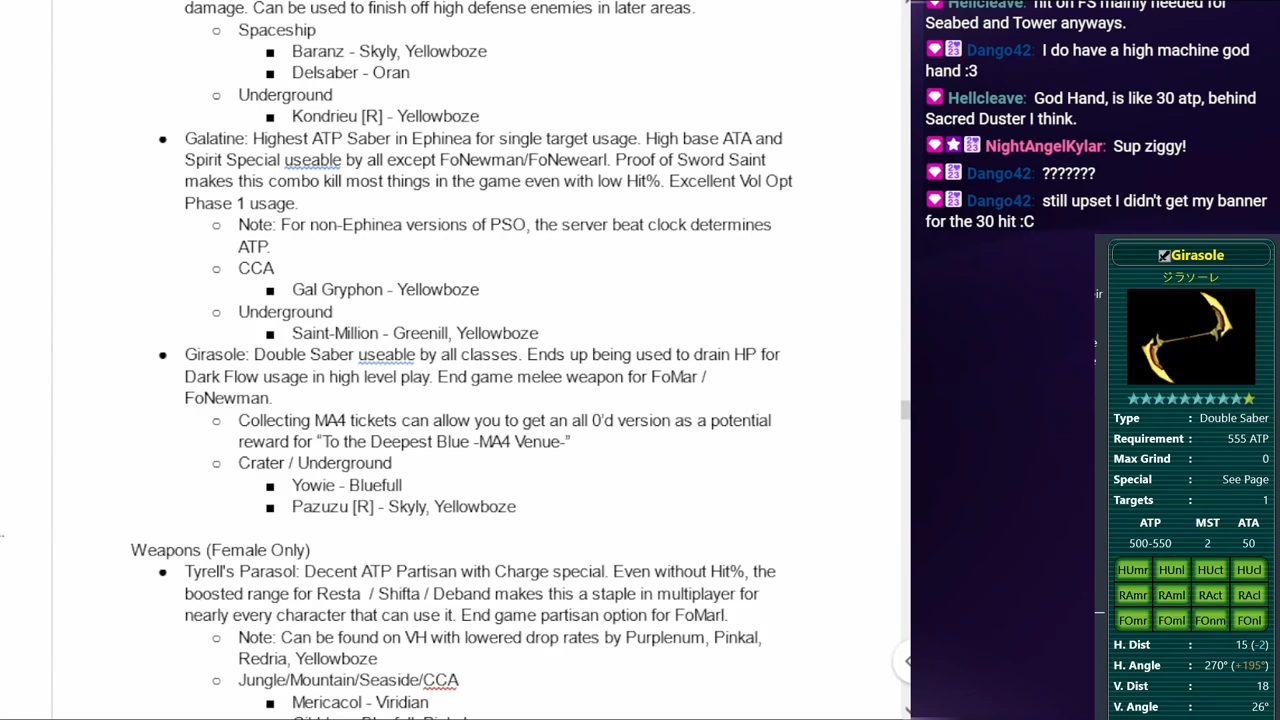 damage. Can be used to finish off high defense enemies in later areas.
○ Spaceship
■ Baranz - Skyly, Yellowboze
■ Delsaber - Oran
○ Underground
■ Kondrieu [R] - Yellowboze
● Galatine: Highest ATP Saber in Ephinea for single target usage. High base ATA and
Spirit Special useable by all except FoNewman/FoNewearl. Proof of Sword Saint
makes this combo kill most things in the game even with low Hit%. Excellent Vol Opt
Phase 1 usage.
○ Note: For non-Ephinea versions of PSO, the server beat clock determines
ATP.
○ CCA
■ Gal Gryphon - Yellowboze
○ Underground
■ Saint-Million - Greenill, Yellowboze
● Girasole: Double Saber useable by all classes. Ends up being used to drain HP for
Dark Flow usage in high level play. End game melee weapon for FoMar /
FoNewman.
○ Collecting MA4 tickets can allow you to get an all 0'd version as a potential
reward for “To the Deepest Blue -MA4 Venue-”
○ Crater / Underground
■ Yowie - Bluefull
■ Pazuzu [R] - Skyly, Yellowboze
Weapons (Female Only)
● Tyrell's Parasol: Decent ATP Partisan with Charge special. Even without Hit%, the
boosted range for Resta / Shifta / Deband makes this a staple in multiplayer for
nearly every character that can use it. End game partisan option for FoMarl.
○ Note: Can be found on VH with lowered drop rates by Purplenum, Pinkal,
Redria, Yellowboze
○ Jungle/Mountain/Seaside/CCA
■ Mericacol - Viridian
Hellcleave: hit on FS mainly needed for
Seabed and Tower anyways.
Dango42: I do have a high machine god
hand :3
Hellcleave: God Hand, is like 30 atp, behind
Sacred Duster I think.
NightAngelKylar: Sup ziggy!
Dango42: ???????
Dango42: still upset I didn't get my banner
for the 30 hit :C
Girasole
ジラソーレ
Type : Double Saber
Requirement : 555 ATP
Max Grind : 0
Special : See Page
Targets : 1
ATP MST ATA
500-550 2 50
HUmr HUnl HUct HUcl
RAmr RAml RAct RAcl
FOmr FOml FOnm FOnl
H. Dist : 15 (-2)
H. Angle : 270° (+195°)
V. Dist : 18
V. Angle : 26°